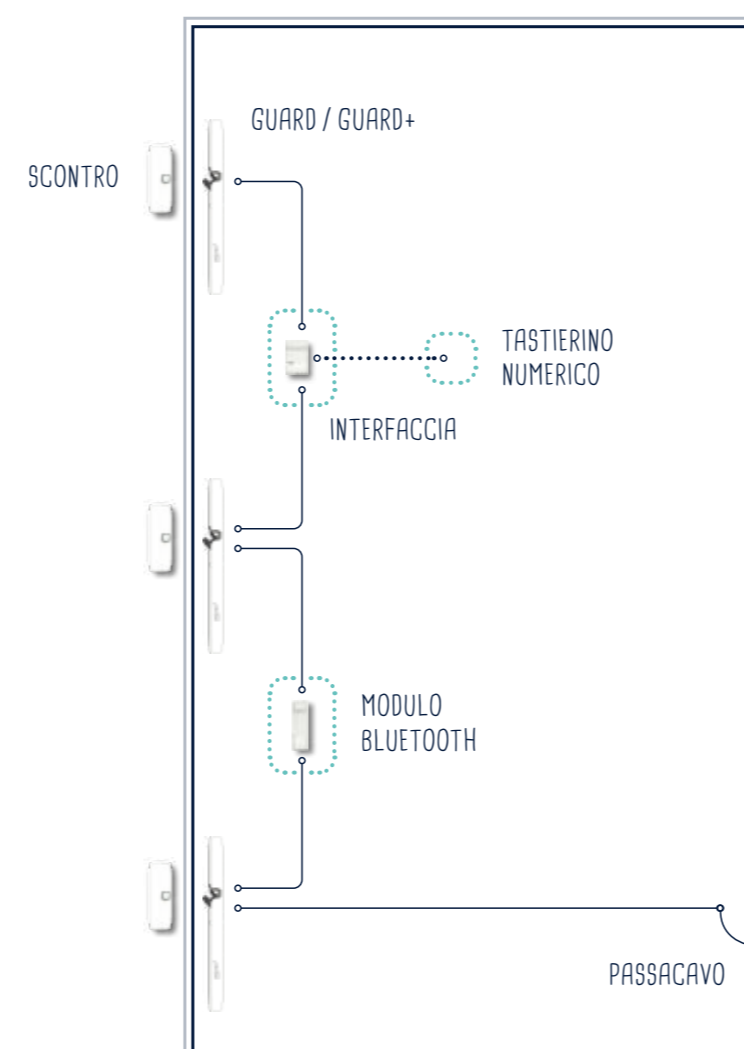 GUARD / GUARD+
SCONTRO
TASTIERINO
NUMERICO
INTERFACCIA
MODULO
BLUETOOTH
PASSACAVO